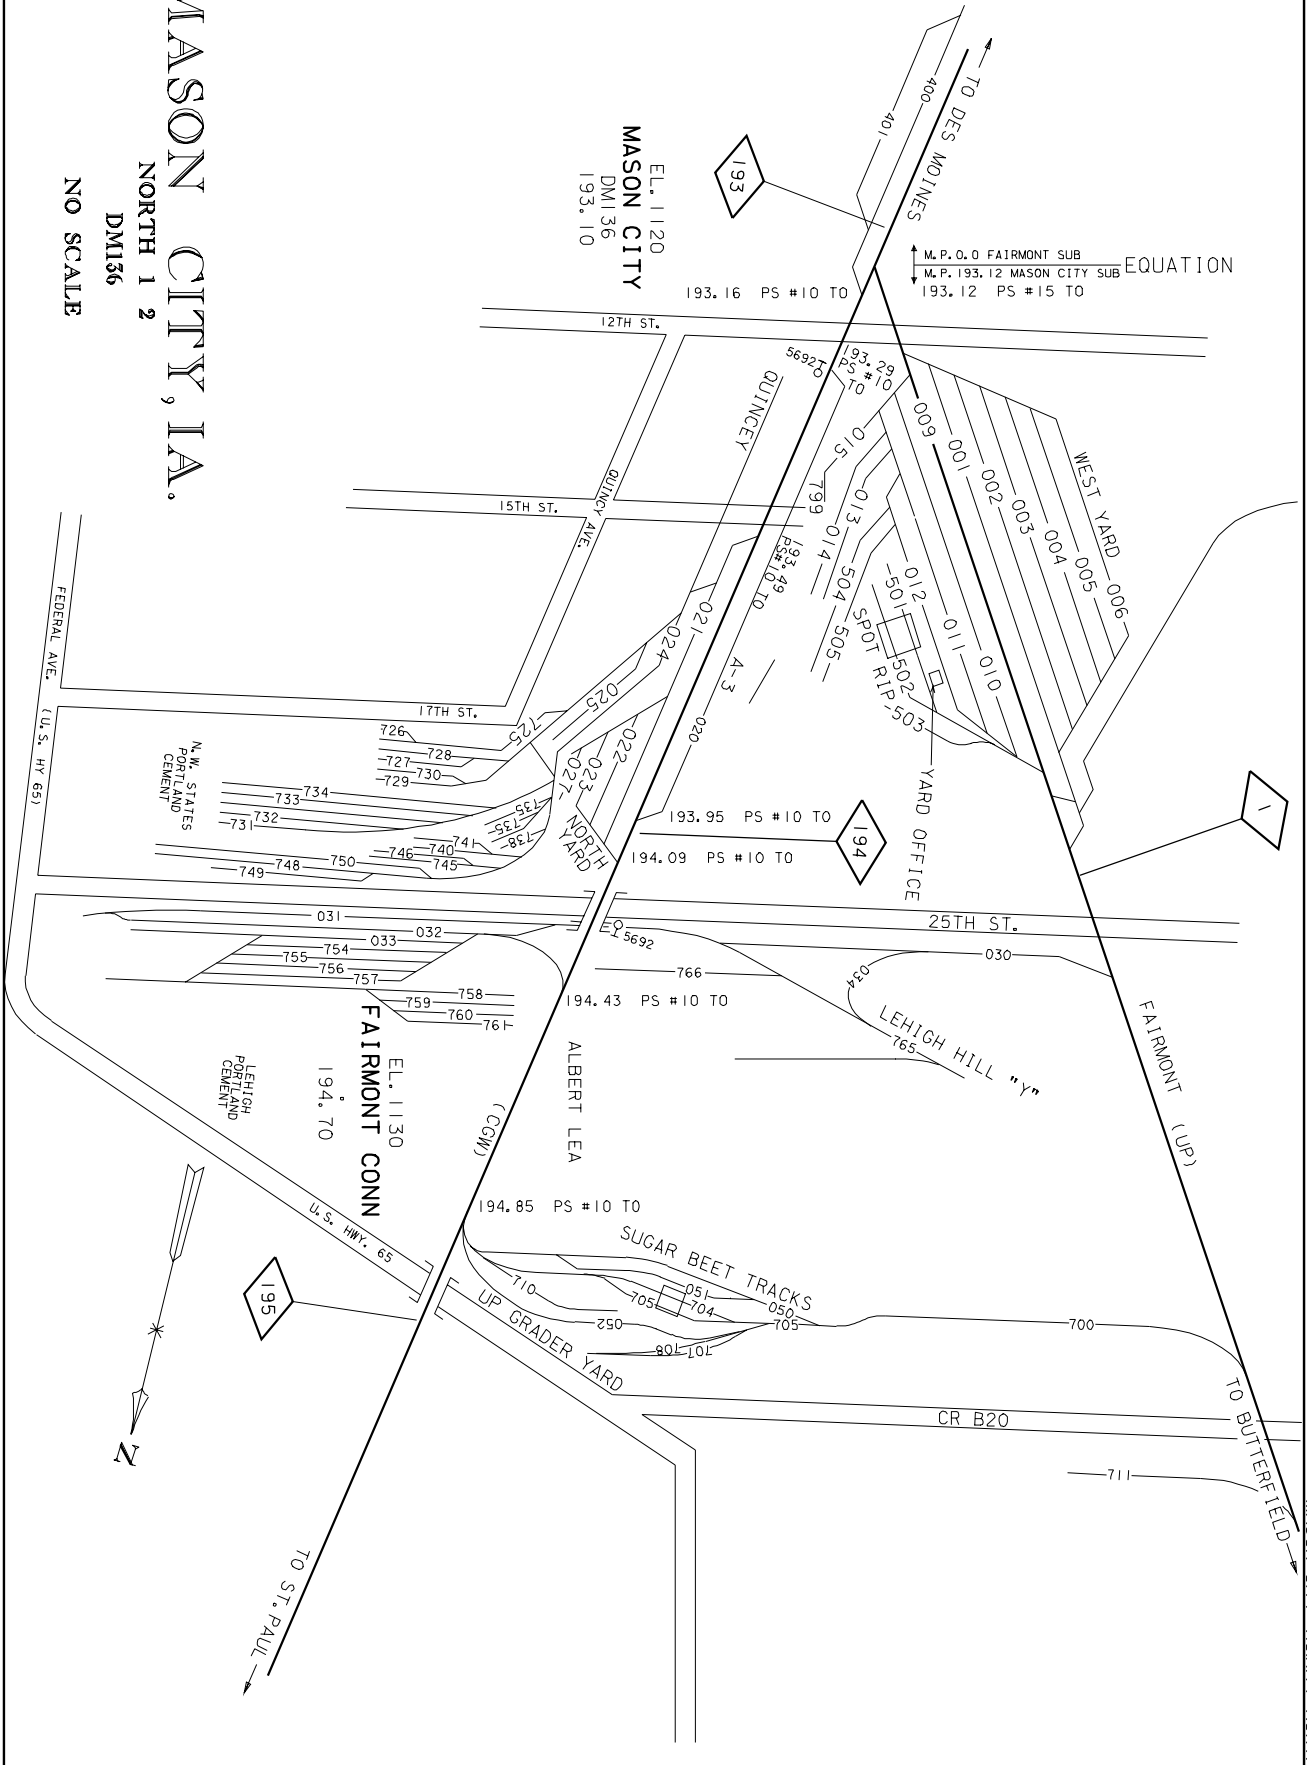 MASON CITY, IA.
NORTH 1 2
DM136
NO SCALE
TO DES MOINES
400
401
193
EL. 1120
MASON CITY
DM136
193.10
M.P. 0.0 FAIRMONT SUB
M.P. 193.12 MASON CITY SUB
EQUATION
193.12 PS #15 TO
193.16 PS #10 TO
12TH ST.
5692
193.29
PS #10
TO
QUINCEY
WEST YARD
009
001
002
003
004
005
006
015
799
013
014
504
505
012
501
011
010
502
SPOT RIP 503
YARD OFFICE
QUINCY AVE.
15TH ST.
193.49
PS#10 TO
021
024
A-3
020
025
022
023
027
NORTH
YARD
FEDERAL AVE.
(U.S. HY 65)
17TH ST.
725
726
728
727
730
729
N.W. STATES
PORTLAND
CEMENT
734
733
732
731
735
735
738
741
740
746
745
750
748
749
193.95 PS #10 TO
194
194.09 PS #10 TO
1
25TH ST.
5692
031
032
033
754
755
756
757
758
759
760
761
766
030
034
LEHIGH HILL "Y"
765
194.43 PS #10 TO
FAIRMONT (UP)
ALBERT LEA
EL. 1130
FAIRMONT CONN
194.70
(CGW)
LEHIGH
PORTLAND
CEMENT
U.S. HWY. 65
194.85 PS #10 TO
195
SUGAR BEET TRACKS
710
051
705
704
050
705
052
708
707
UP GRADER YARD
700
CR B20
711
TO BUTTERFIELD
N
TO ST. PAUL